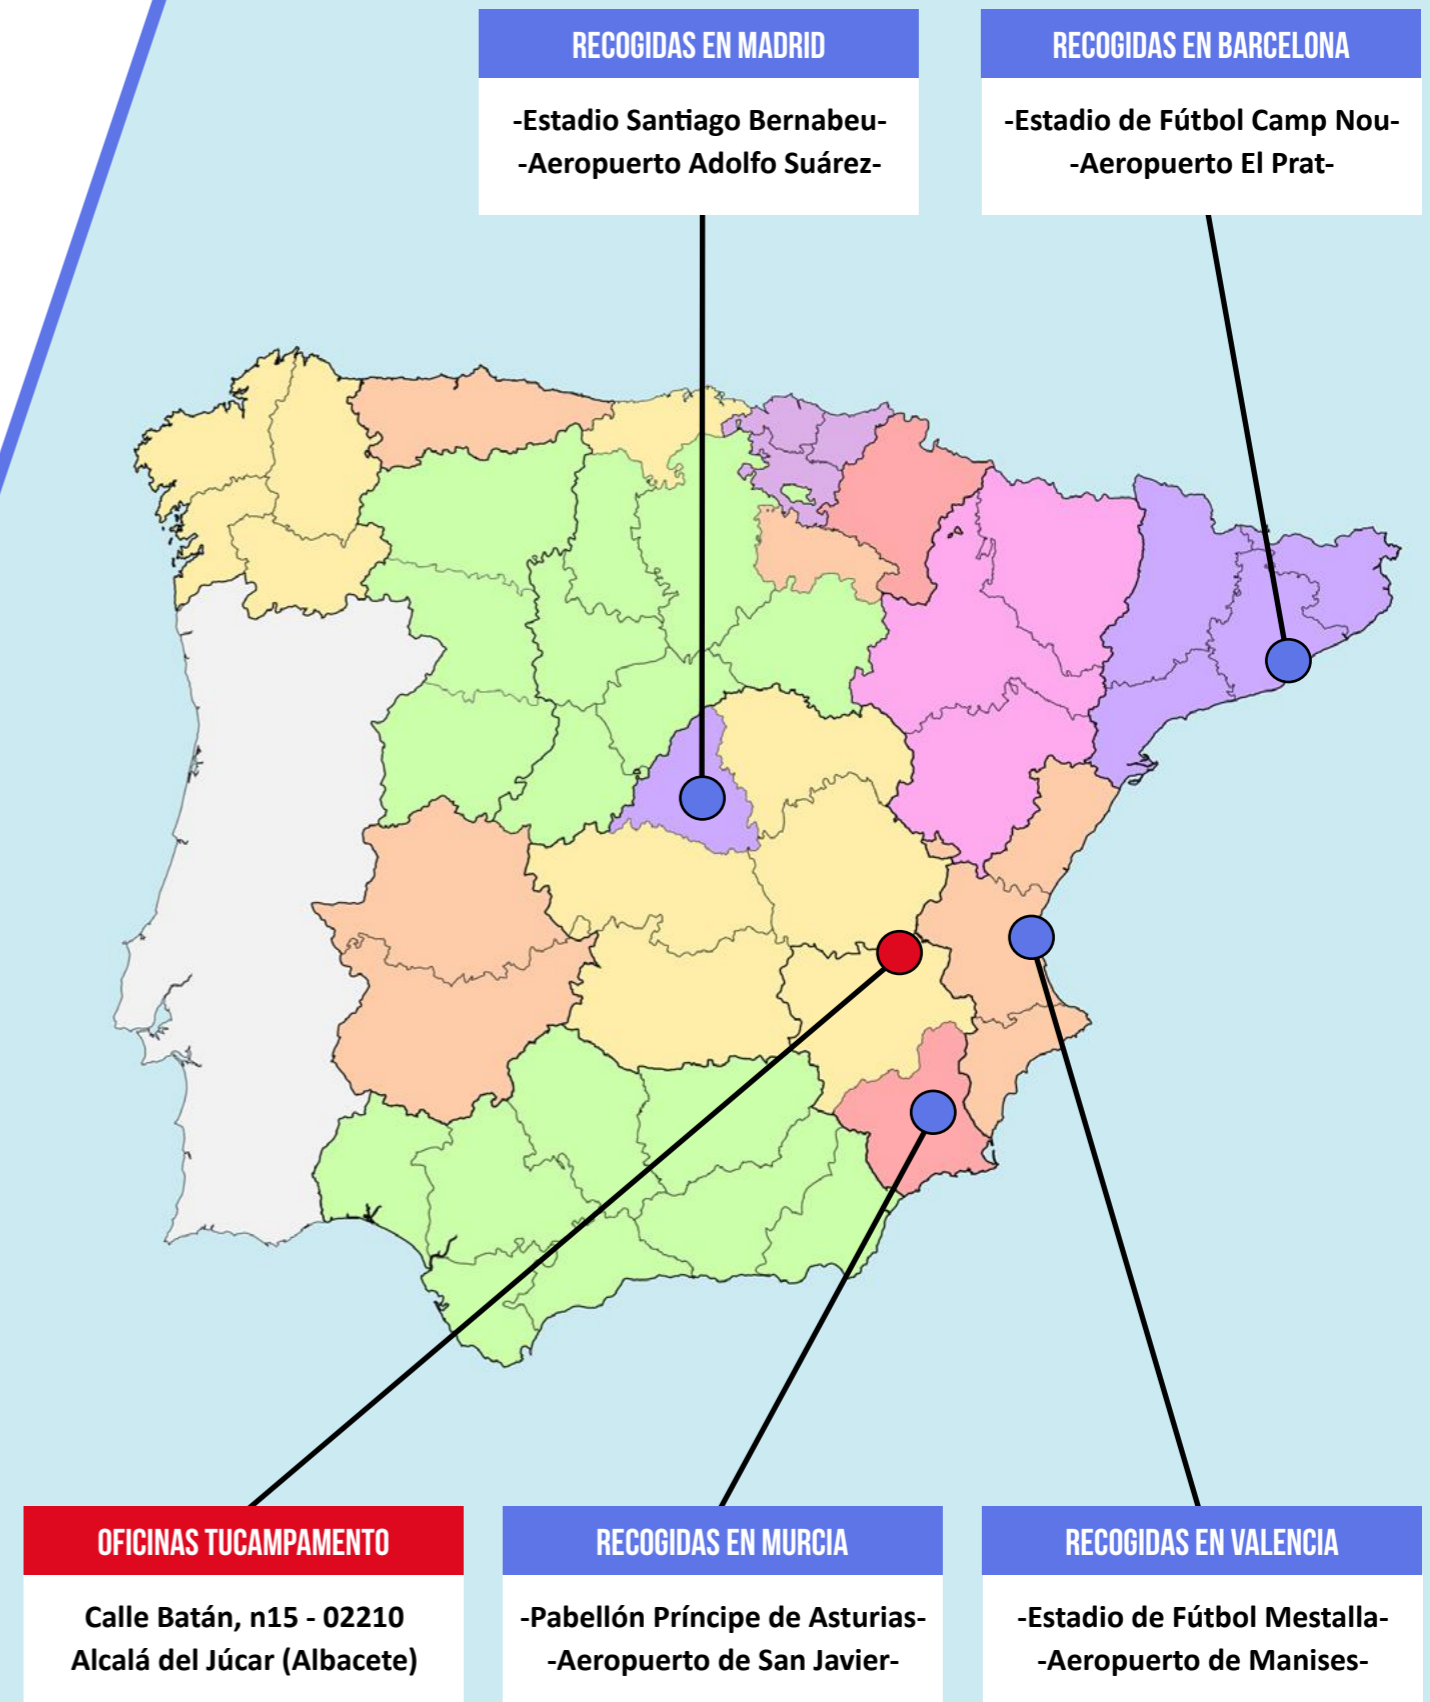 RECOGIDAS EN MADRID
-Estadio Santiago Bernabeu-
-Aeropuerto Adolfo Suárez-
RECOGIDAS EN BARCELONA
-Estadio de Fútbol Camp Nou-
-Aeropuerto El Prat-
OFICINAS TUCAMPAMENTO
Calle Batán, n15 - 02210
Alcalá del Júcar (Albacete)
RECOGIDAS EN MURCIA
-Pabellón Príncipe de Asturias-
-Aeropuerto de San Javier-
RECOGIDAS EN VALENCIA
-Estadio de Fútbol Mestalla-
-Aeropuerto de Manises-